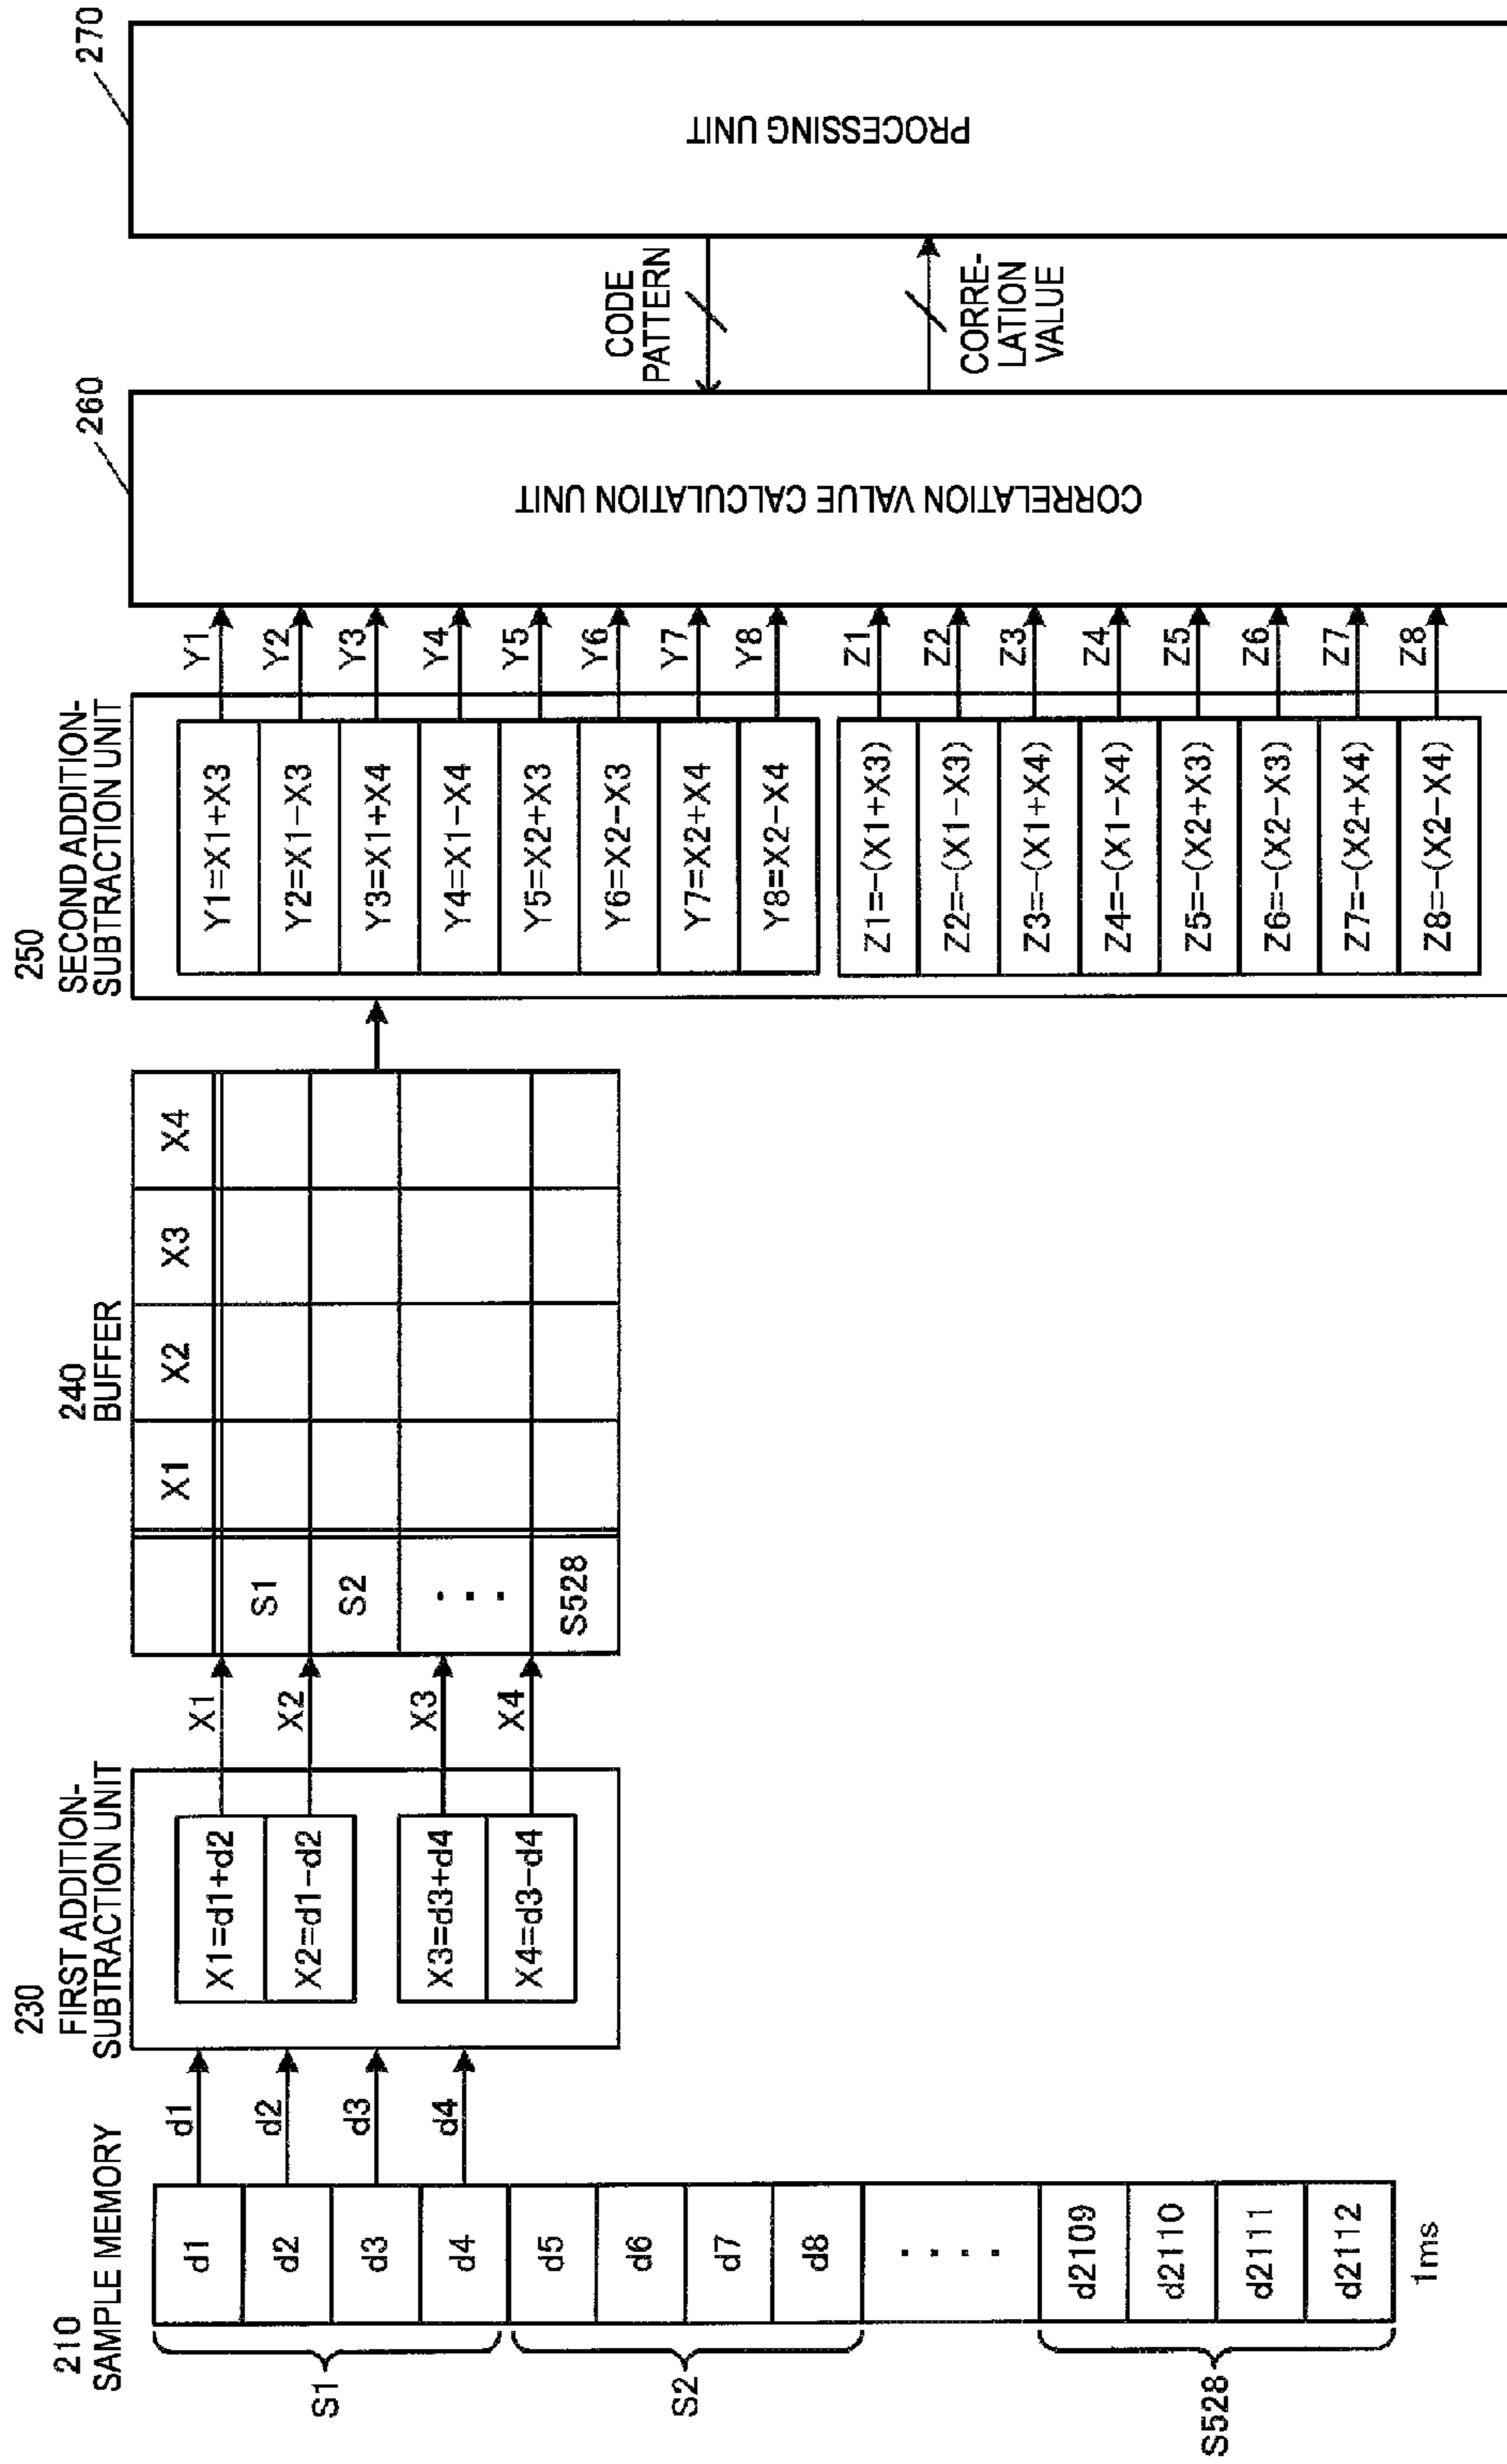 210
SAMPLE MEMORY
d1
d2
d3
d4
d5
d6
d7
d8
. . . .
d2109
d2110
d2111
d2112
1ms
S1
S2
S528
d1
d2
d3
d4
230
FIRST ADDITION-
SUBTRACTION UNIT
X1=d1+d2
X2=d1-d2
X3=d3+d4
X4=d3-d4
X1
X2
X3
X4
240
BUFFER
X1 X2 X3 X4
S1
S2
. . .
S528
250
SECOND ADDITION-
SUBTRACTION UNIT
Y1=X1+X3
Y2=X1-X3
Y3=X1+X4
Y4=X1-X4
Y5=X2+X3
Y6=X2-X3
Y7=X2+X4
Y8=X2-X4
Z1=-(X1+X3)
Z2=-(X1-X3)
Z3=-(X1+X4)
Z4=-(X1-X4)
Z5=-(X2+X3)
Z6=-(X2-X3)
Z7=-(X2+X4)
Z8=-(X2-X4)
Y1
Y2
Y3
Y4
Y5
Y6
Y7
Y8
Z1
Z2
Z3
Z4
Z5
Z6
Z7
Z8
260
CORRELATION VALUE CALCULATION UNIT
CODE
PATTERN
CORRE-
LATION
VALUE
270
PROCESSING UNIT